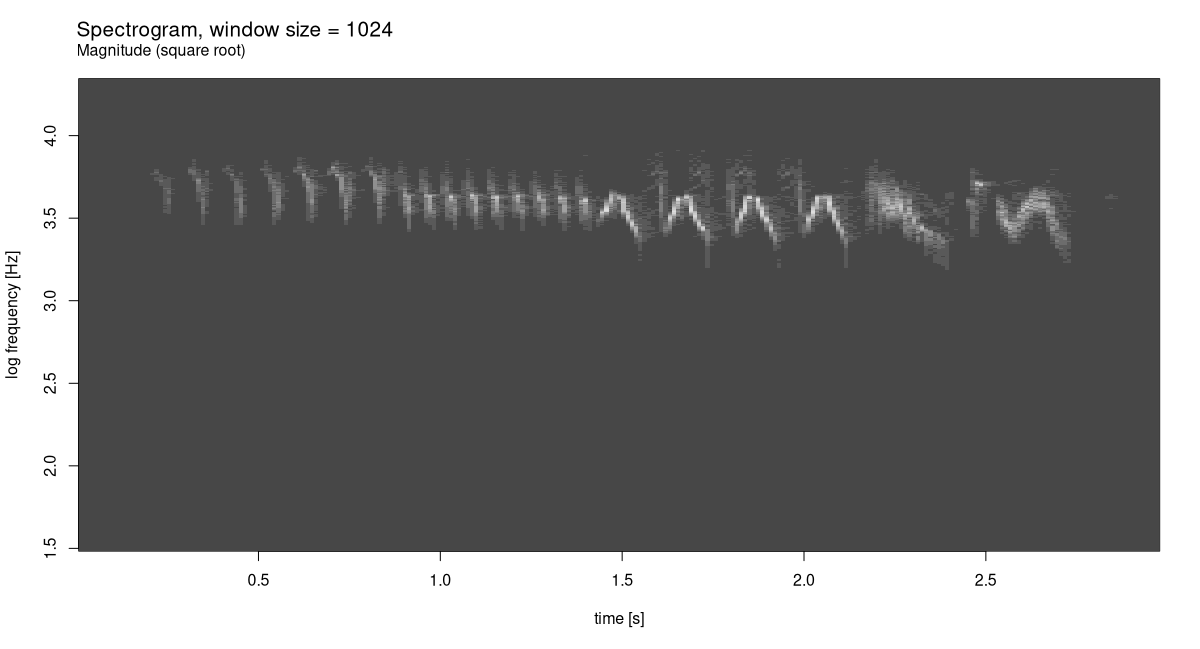 Spectrogram, window size = 1024
Magnitude (square root)
log frequency [Hz]
4.0
3.5
3.0
2.5
2.0
1.5
0.5 1.0 1.5 2.0 2.5
time [s]